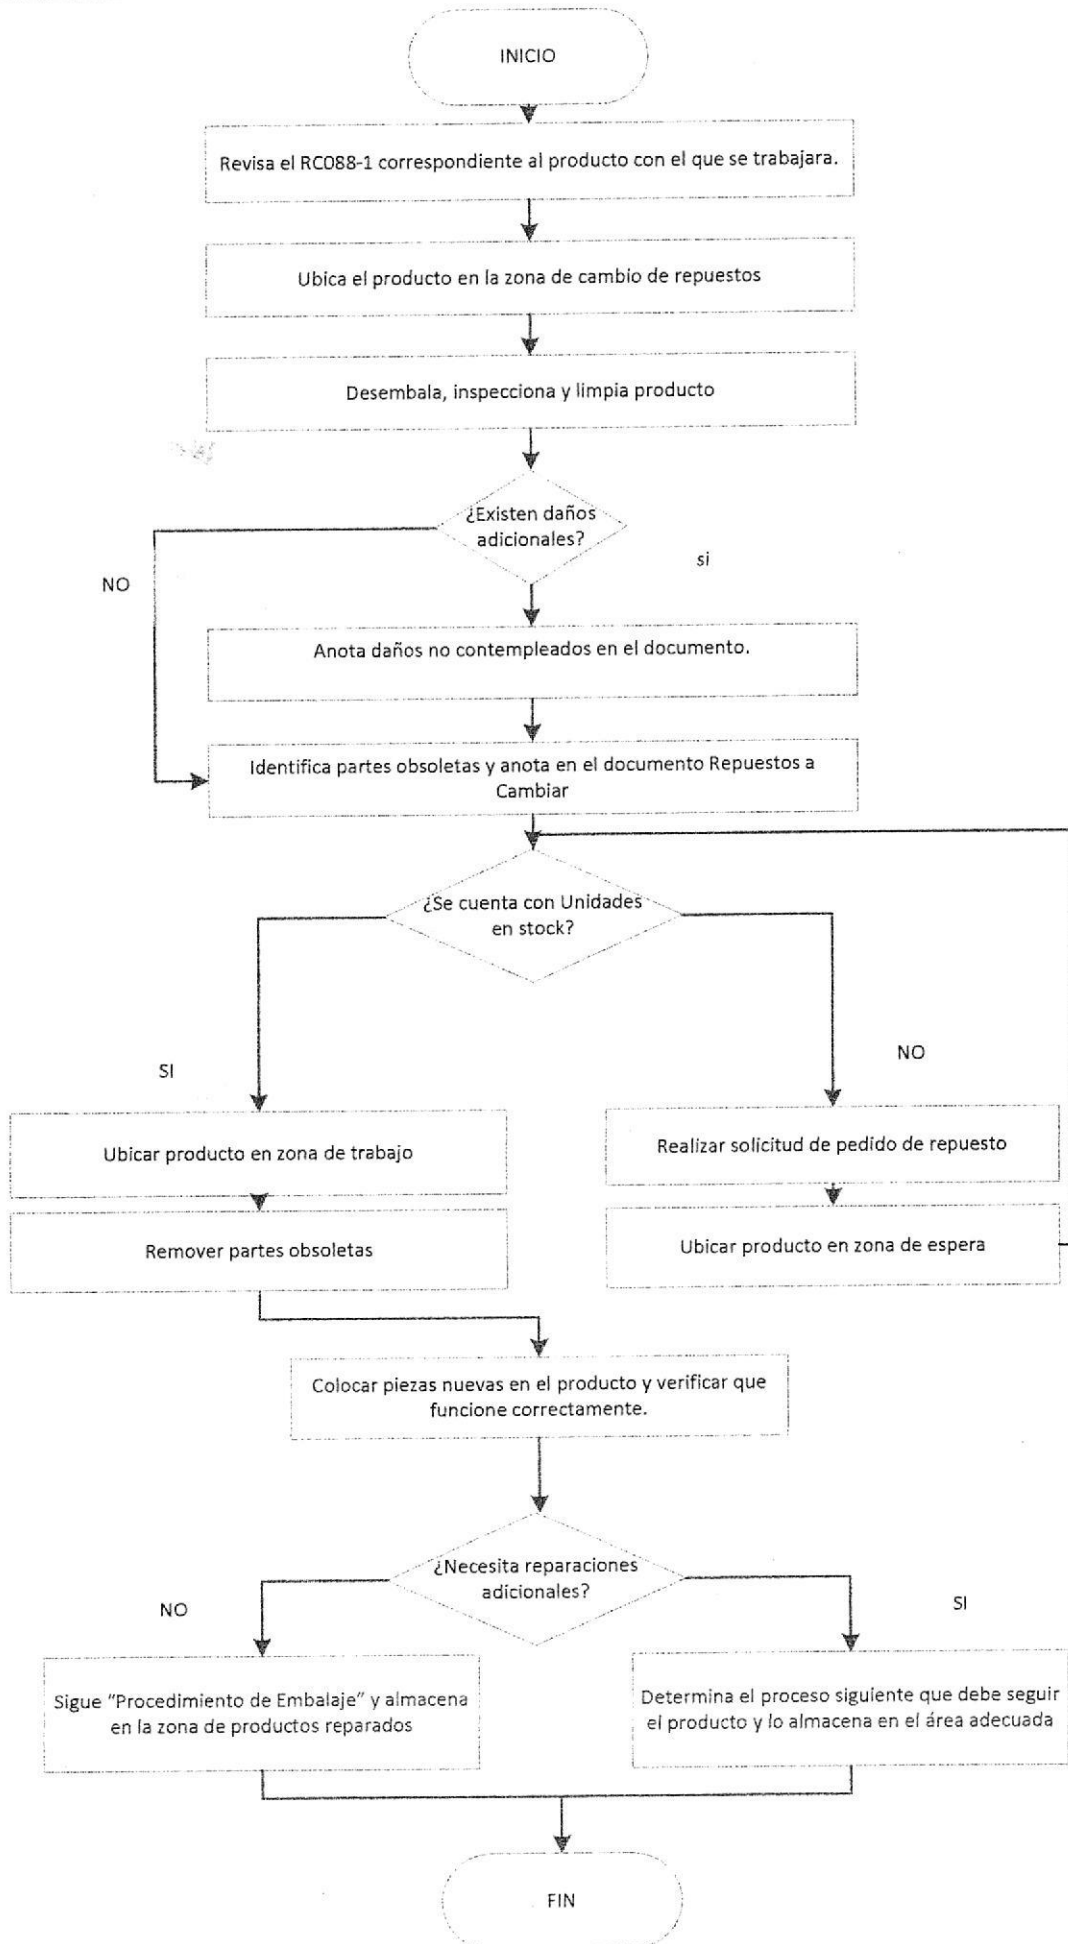 INICIO
Revisa el RC088-1 correspondiente al producto con el que se trabajara.
Ubica el producto en la zona de cambio de repuestos
Desembala, inspecciona y limpia producto
¿Existen daños
adicionales?
si
NO
Anota daños no contempleados en el documento.
Identifica partes obsoletas y anota en el documento Repuestos a
Cambiar
¿Se cuenta con Unidades
en stock?
SI
NO
Ubicar producto en zona de trabajo
Realizar solicitud de pedido de repuesto
Remover partes obsoletas
Ubicar producto en zona de espera
Colocar piezas nuevas en el producto y verificar que
funcione correctamente.
¿Necesita reparaciones
adicionales?
NO
SI
Sigue "Procedimiento de Embalaje" y almacena
en la zona de productos reparados
Determina el proceso siguiente que debe seguir
el producto y lo almacena en el área adecuada
FIN